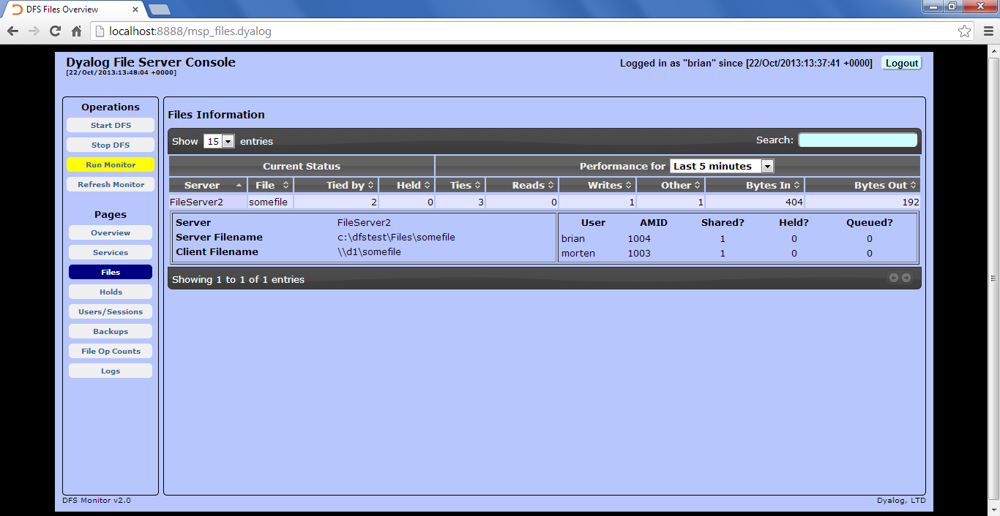 DFS Files Overview
localhost:8888/msp_files.dyalog
Dyalog File Server Console
[22/Oct/2013:13:48:04 +0000]
Logged in as "brian" since [22/Oct/2013:13:37:41 +0000] Logout
Operations
Start DFS
Stop DFS
Run Monitor
Refresh Monitor
Pages
Overview
Services
Files
Holds
Users/Sessions
Backups
File Op Counts
Logs
Files Information
Show 15 entries Search:
Current Status Performance for Last 5 minutes
Server File Tied by Held Ties Reads Writes Other Bytes In Bytes Out
FileServer2 somefile 2 0 3 0 1 1 404 192
Server FileServer2
Server Filename c:\dfstest\Files\somefile
Client Filename \\d1\somefile
User AMID Shared? Held? Queued?
brian 1004 1 0 0
morten 1003 1 0 0
Showing 1 to 1 of 1 entries
DFS Monitor v2.0 Dyalog, LTD